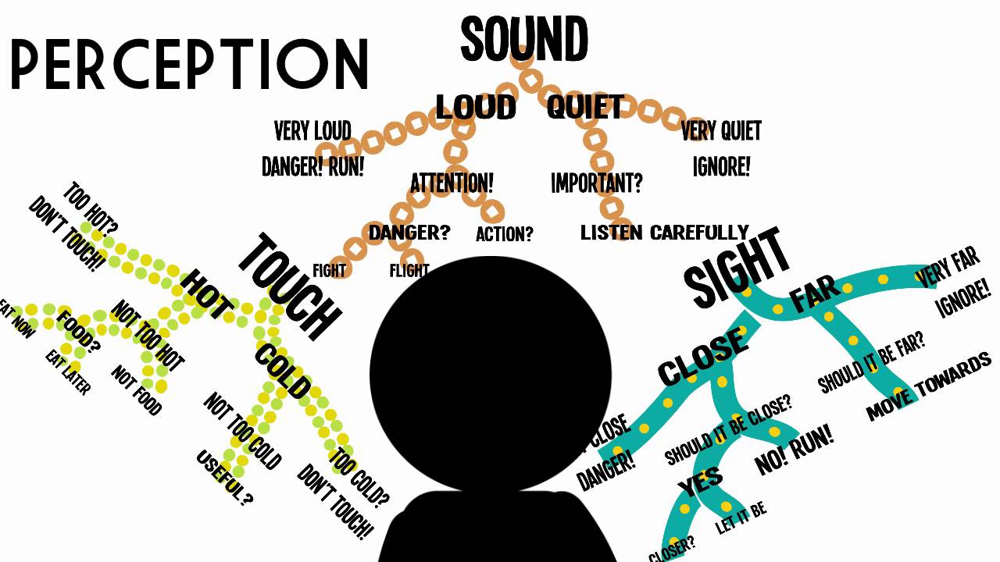 PERCEPTION
SOUND
LOUD
QUIET
VERY LOUD
DANGER! RUN!
VERY QUIET
IGNORE!
ATTENTION!
IMPORTANT?
DANGER?
ACTION?
LISTEN CAREFULLY
FIGHT
FLIGHT
TOUCH
HOT
TOO HOT?
DON'T TOUCH!
NOT TOO HOT
FOOD?
EAT NOW
EAT LATER
NOT FOOD
COLD
NOT TOO COLD
USEFUL?
TOO COLD?
DON'T TOUCH!
SIGHT
FAR
VERY FAR
IGNORE!
SHOULD IT BE FAR?
MOVE TOWARDS
CLOSE
CLOSE
DANGER!
SHOULD IT BE CLOSE?
NO! RUN!
YES
LET IT BE
CLOSER?